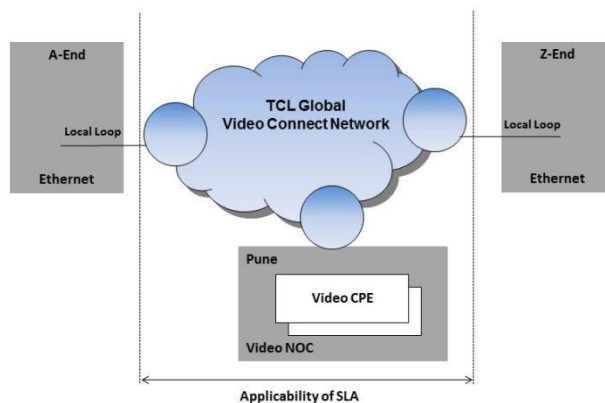 A-End
Local Loop
Ethernet
TCL Global
Video Connect Network
Z-End
Local Loop
Ethernet
Pune
Video CPE
Video NOC
Applicability of SLA